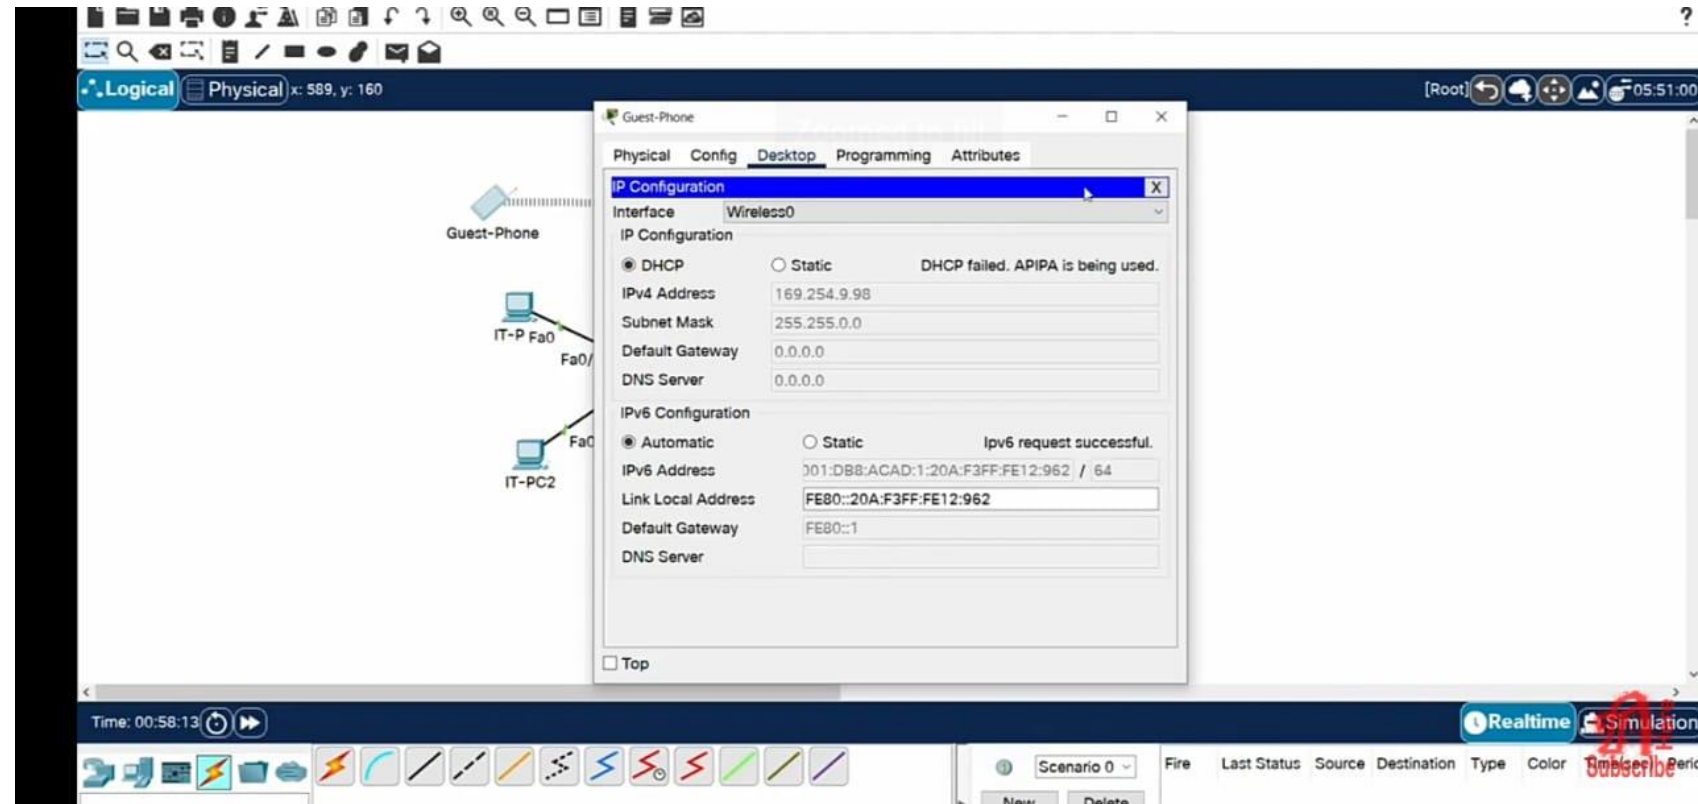 ?
Logical Physical x: 589, y: 160 [Root] 05:51:00
Guest-Phone
Physical Config Desktop Programming Attributes
IP Configuration X
Interface Wireless0
IP Configuration
DHCP Static DHCP failed. APIPA is being used.
IPv4 Address 169.254.9.98
Subnet Mask 255.255.0.0
Default Gateway 0.0.0.0
DNS Server 0.0.0.0
IPv6 Configuration
Automatic Static Ipv6 request successful.
IPv6 Address 001:DB8:ACAD:1:20A:F3FF:FE12:962 / 64
Link Local Address FE80::20A:F3FF:FE12:962
Default Gateway FE80::1
DNS Server
Top
Guest-Phone
IT-P Fa0
Fa0/
Fa0
IT-PC2
Time: 00:58:13 Realtime Simulation
Scenario 0 Fire Last Status Source Destination Type Color Time(sec) Peri
Subscribe
New Delete